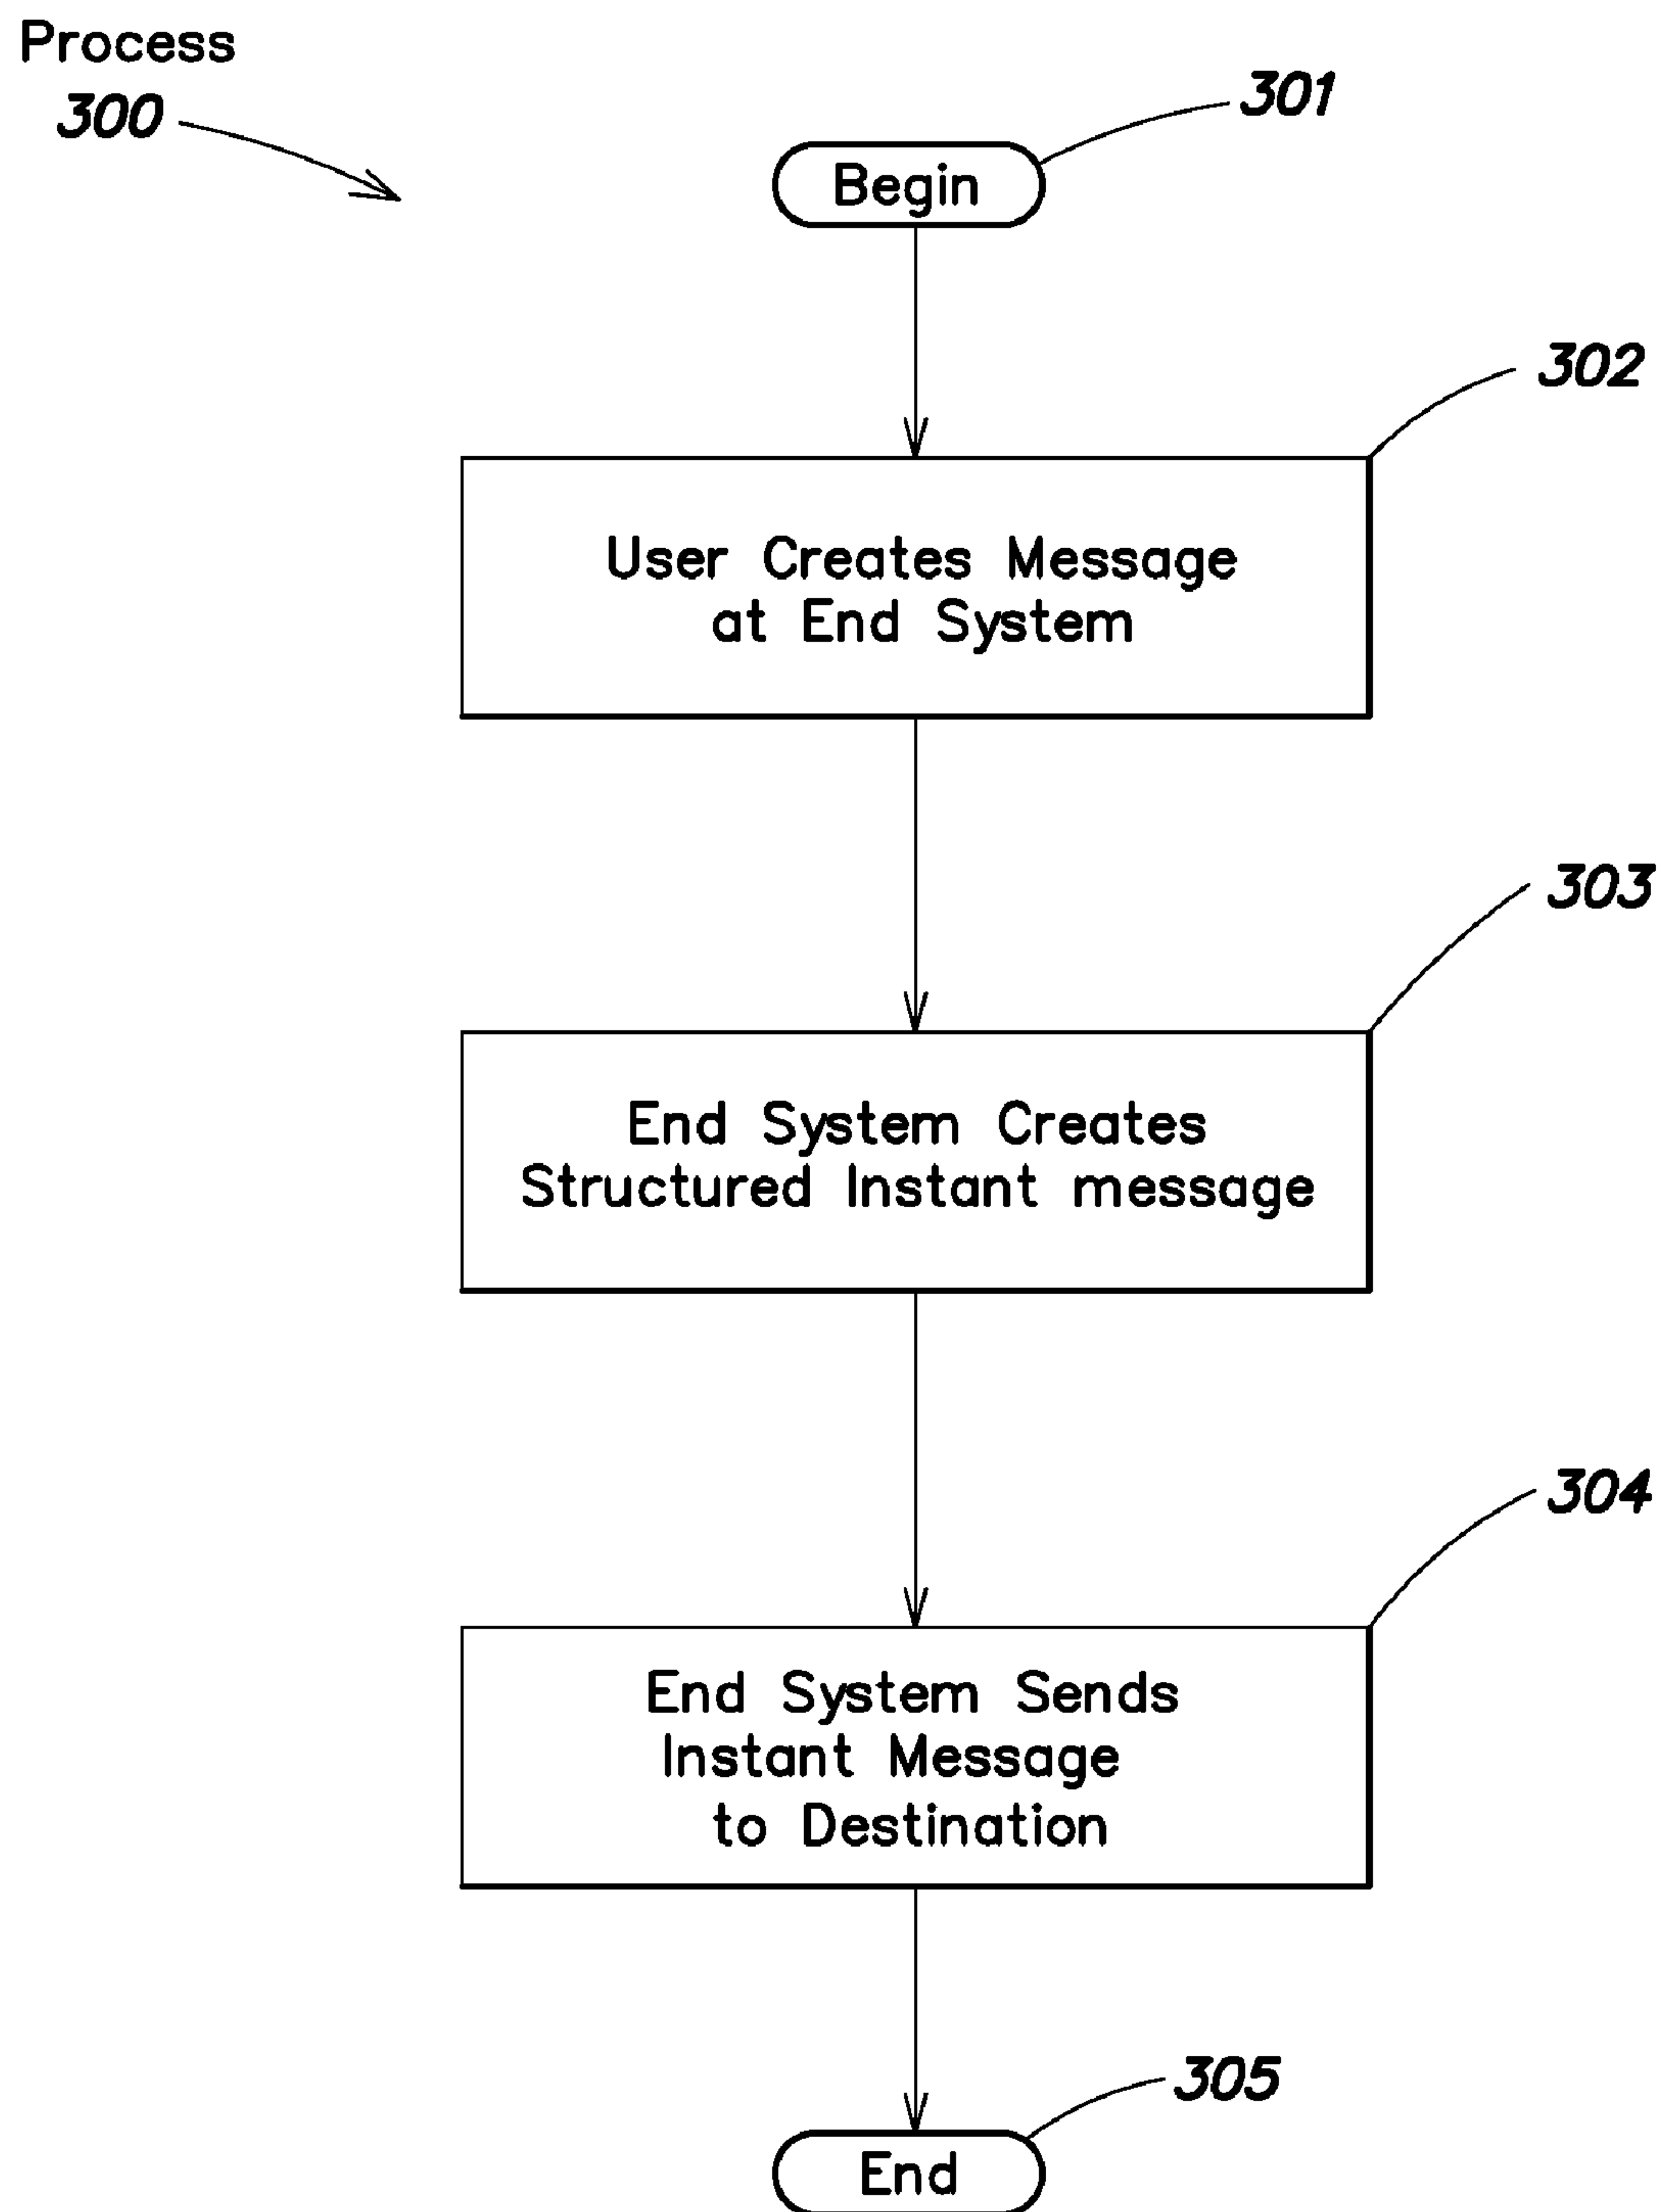 Process
300
301
Begin
302
User Creates Message
at End System
303
End System Creates
Structured Instant message
304
End System Sends
Instant Message
to Destination
305
End